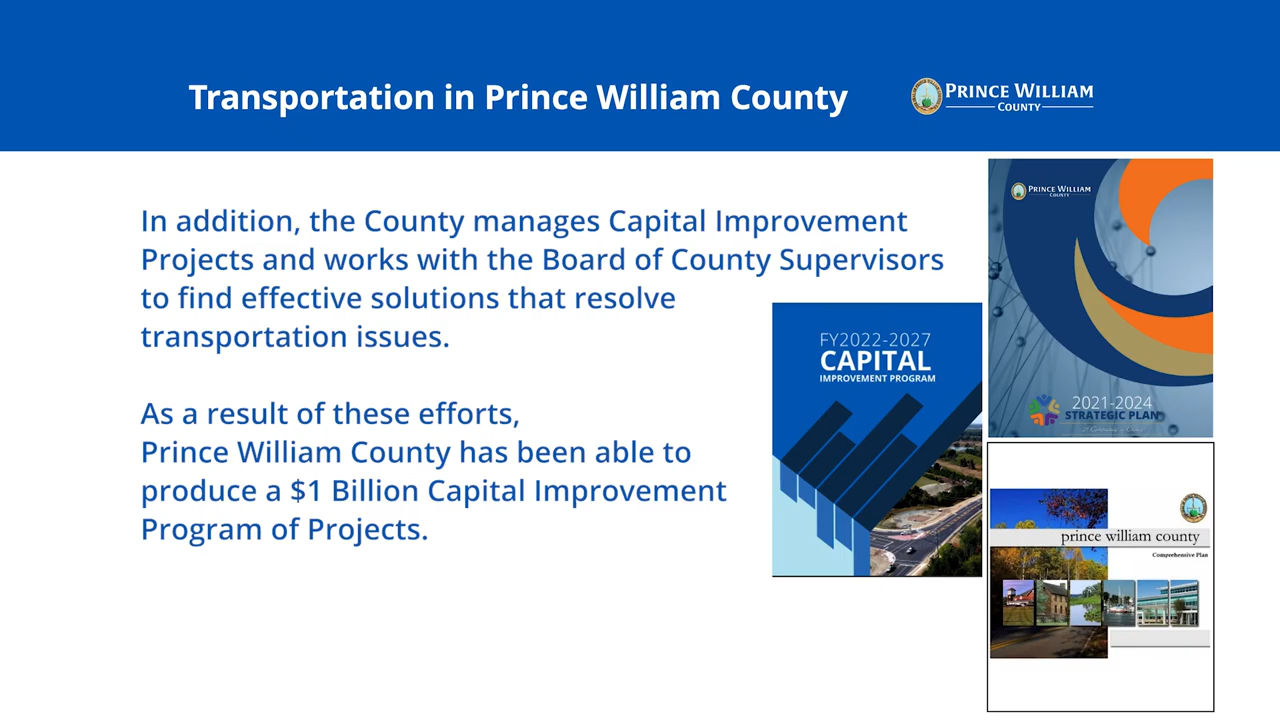 Transportation in Prince William County
PRINCE WILLIAM
COUNTY
In addition, the County manages Capital Improvement
Projects and works with the Board of County Supervisors
to find effective solutions that resolve
transportation issues.
As a result of these efforts,
Prince William County has been able to
produce a $1 Billion Capital Improvement
Program of Projects.
FY2022-2027
CAPITAL
IMPROVEMENT PROGRAM
PRINCE WILLIAM
COUNTY
2021-2024
STRATEGIC PLAN
prince william county
Comprehensive Plan